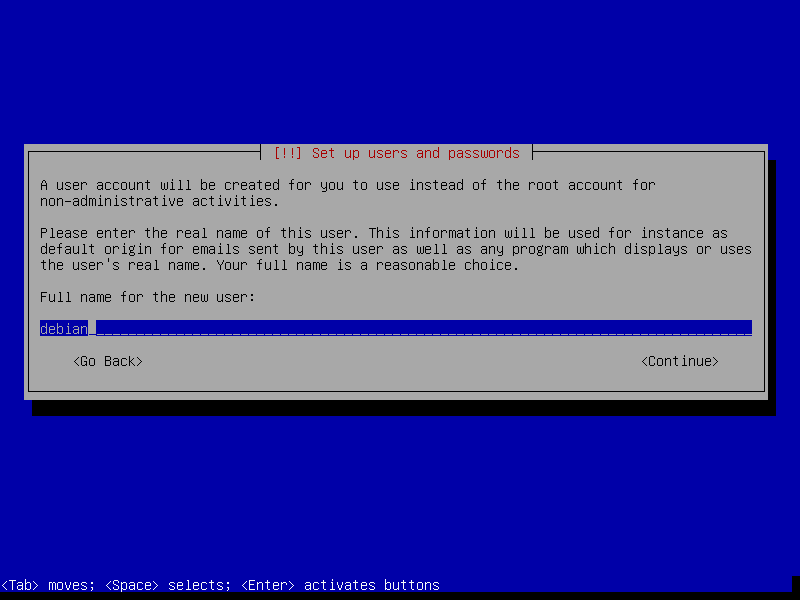 [!!] Set up users and passwords
A user account will be created for you to use instead of the root account for
non-administrative activities.
Please enter the real name of this user. This information will be used for instance as
default origin for emails sent by this user as well as any program which displays or uses
the user's real name. Your full name is a reasonable choice.
Full name for the new user:
debian
<Go Back> <Continue>
<Tab> moves; <Space> selects; <Enter> activates buttons